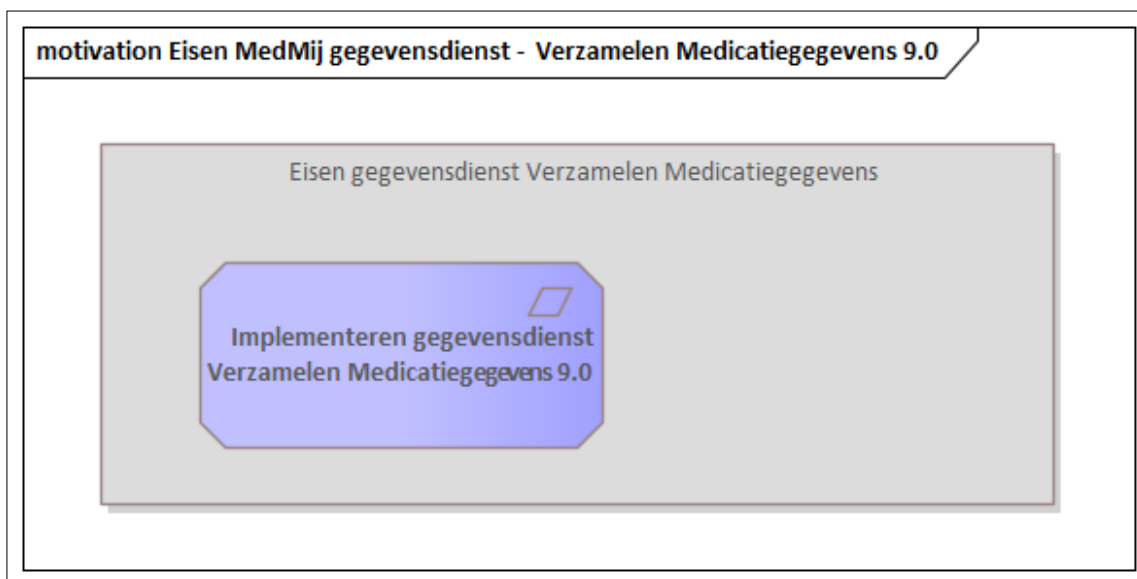 motivation Eisen MedMij gegevensdienst - Verzamelen Medicatiegegevens 9.0
Eisen gegevensdienst Verzamelen Medicatiegegevens
Implementeren gegevensdienst
Verzamelen Medicatiegegevens 9.0